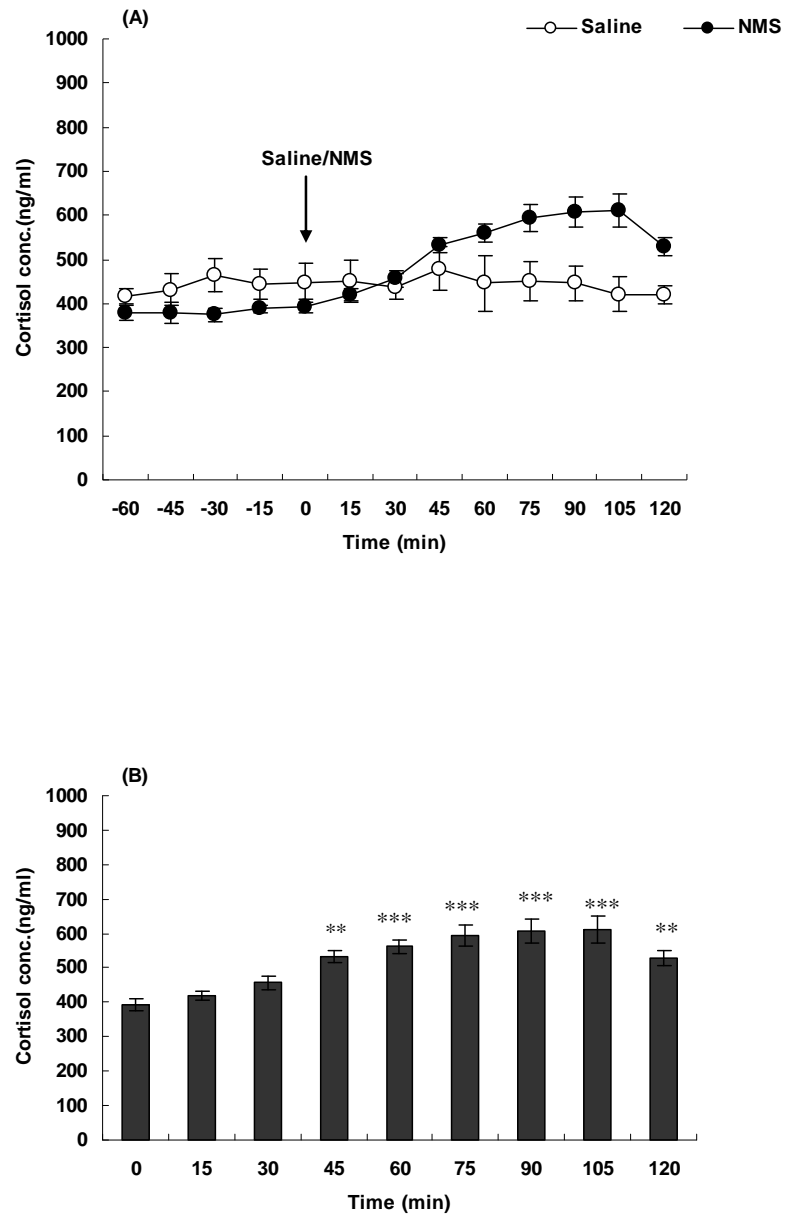 (A)
Saline NMS
1000
900
800
700
600
500
400
300
200
100
0
Cortisol conc.(ng/ml)
Saline/NMS
-60 -45 -30 -15 0 15 30 45 60 75 90 105 120
Time (min)
(B)
1000
900
800
700
600
500
400
300
200
100
0
Cortisol conc.(ng/ml)
** *** *** *** *** **
0 15 30 45 60 75 90 105 120
Time (min)